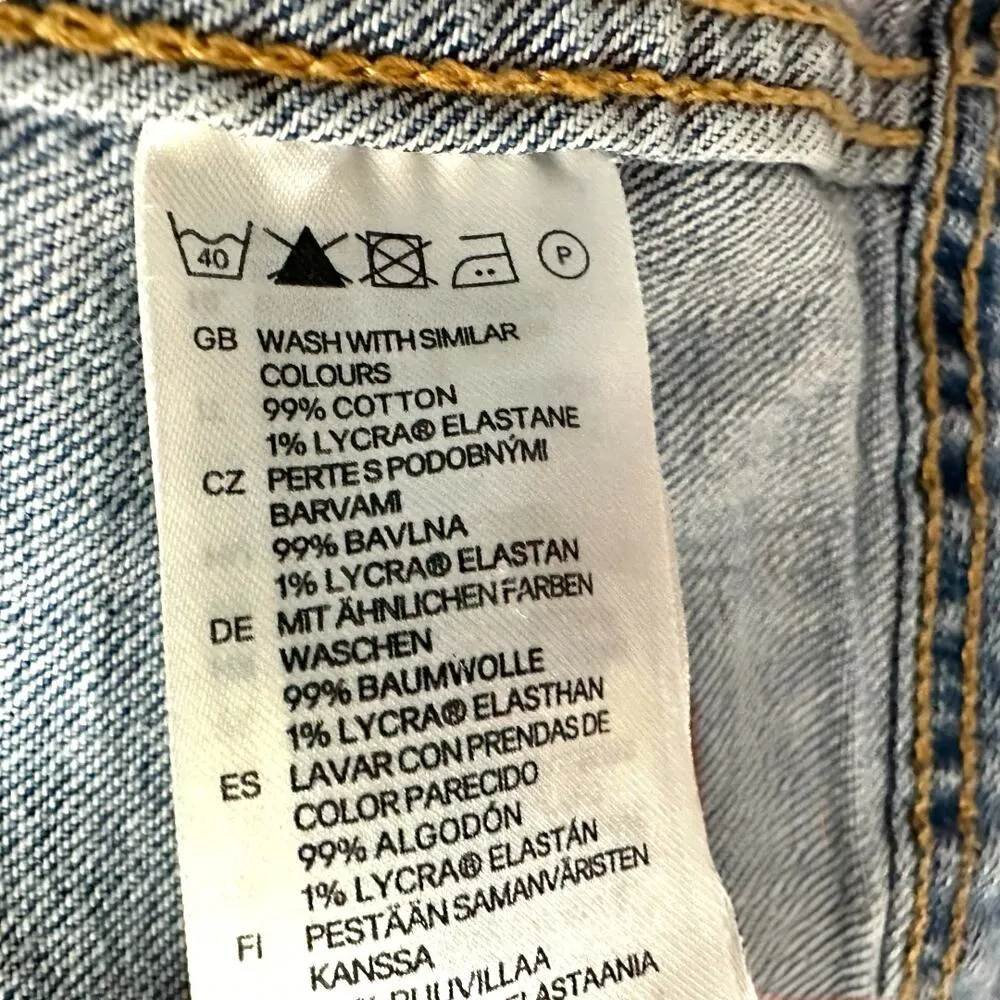 40 P
GB WASH WITH SIMILAR
COLOURS
99% COTTON
1% LYCRA® ELASTANE
CZ PERTE S PODOBNÝMI
BARVAMI
99% BAVLNA
1% LYCRA® ELASTAN
DE MIT ÄHNLICHEN FARBEN
WASCHEN
99% BAUMWOLLE
1% LYCRA® ELASTHAN
ES LAVAR CON PRENDAS DE
COLOR PARECIDO
99% ALGODÓN
1% LYCRA® ELASTÁN
FI PESTÄÄN SAMANVÄRISTEN
KANSSA
PUUVILLAA
ELASTAANIA